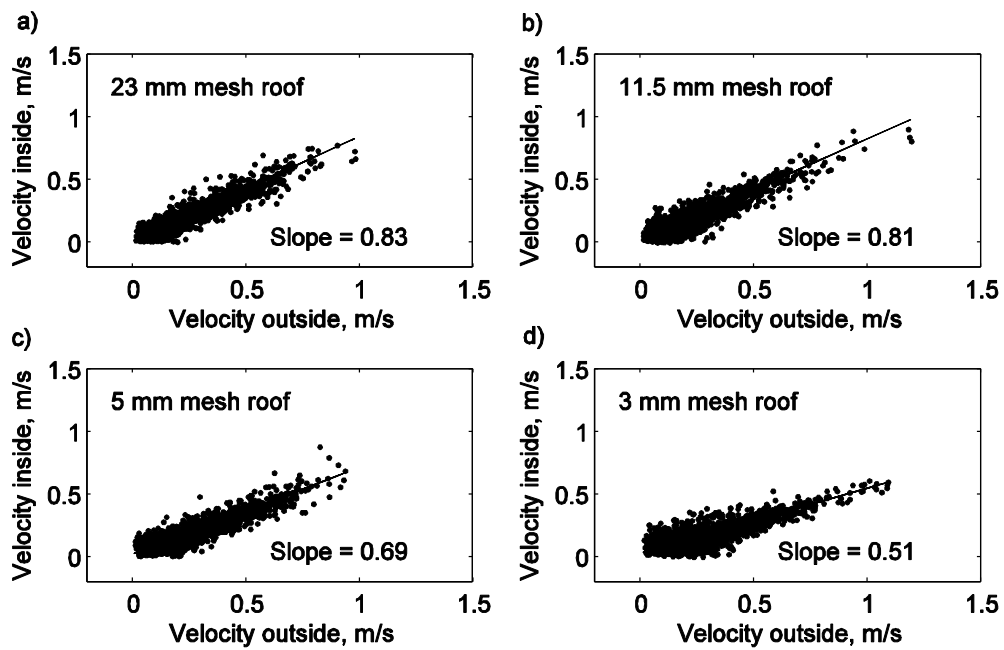 a)
Velocity inside, m/s
1.5
1
0.5
0
23 mm mesh roof
Slope = 0.83
0 0.5 1 1.5
Velocity outside, m/s
b)
Velocity inside, m/s
1.5
1
0.5
0
11.5 mm mesh roof
Slope = 0.81
0 0.5 1 1.5
Velocity outside, m/s
c)
Velocity inside, m/s
1.5
1
0.5
0
5 mm mesh roof
Slope = 0.69
0 0.5 1 1.5
Velocity outside, m/s
d)
Velocity inside, m/s
1.5
1
0.5
0
3 mm mesh roof
Slope = 0.51
0 0.5 1 1.5
Velocity outside, m/s